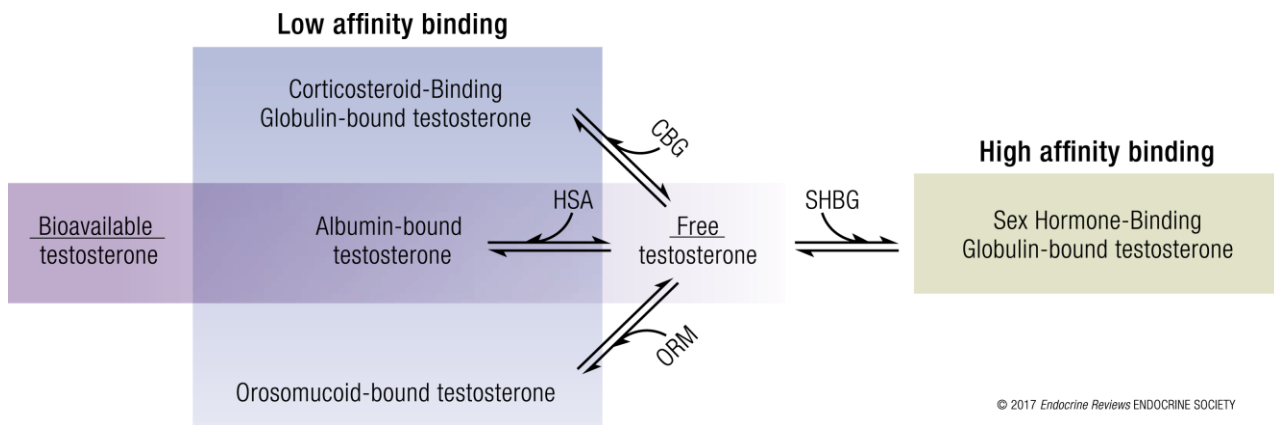 Low affinity binding
Corticosteroid-Binding
Globulin-bound testosterone
CBG
High affinity binding
Bioavailable
testosterone
Albumin-bound
testosterone
HSA
Free
testosterone
SHBG
Sex Hormone-Binding
Globulin-bound testosterone
ORM
Orosomucoid-bound testosterone
© 2017 Endocrine Reviews ENDOCRINE SOCIETY